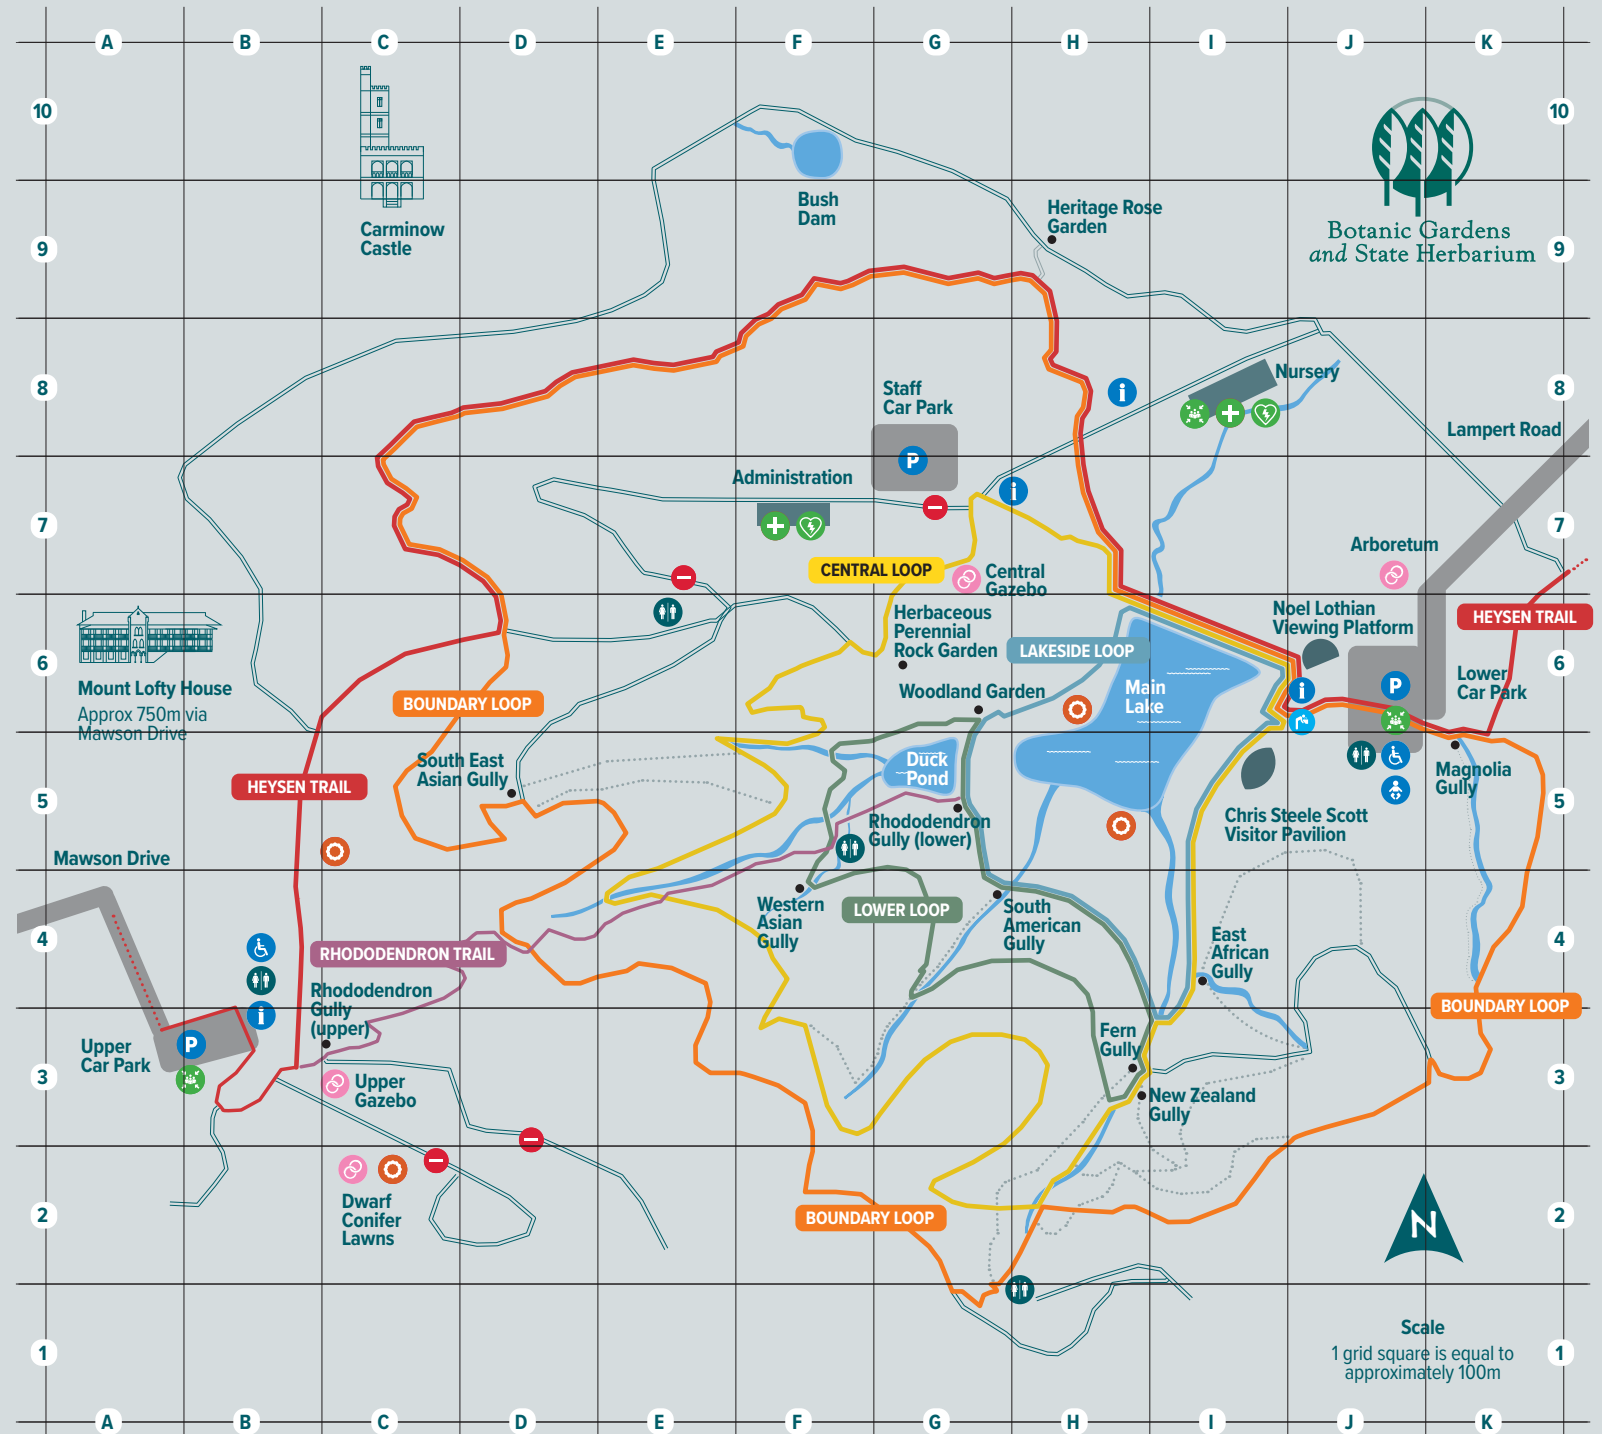 A B C D E F G H I J K
10 10
Bush
Dam
Heritage Rose
Garden
Carminow
Castle
Botanic Gardens
and State Herbarium
9 9
Nursery
Staff
Car Park
8 8
Lampert Road
P
i
Administration
P
i
7 7
Arboretum
CENTRAL LOOP
Central
Gazebo
Herbaceous
Perennial
Rock Garden
Noel Lothian
Viewing Platform
HEYSEN TRAIL
LAKESIDE LOOP
6 6
Mount Lofty House
Approx 750m via
Mawson Drive
Woodland Garden
Main
Lake
i
P
Lower
Car Park
BOUNDARY LOOP
South East
Asian Gully
Duck
Pond
Magnolia
Gully
HEYSEN TRAIL
5 5
Rhododendron
Gully (lower)
Chris Steele Scott
Visitor Pavilion
Mawson Drive
Western
Asian
Gully
LOWER LOOP
South
American
Gully
4 4
East
African
Gully
RHODODENDRON TRAIL
Rhododendron
Gully
(upper)
BOUNDARY LOOP
i
P
Upper
Car Park
Fern
Gully
3 3
Upper
Gazebo
New Zealand
Gully
Dwarf
Conifer
Lawns
2 2
BOUNDARY LOOP
N
Scale
1 grid square is equal to
approximately 100m
1 1
A B C D E F G H I J K